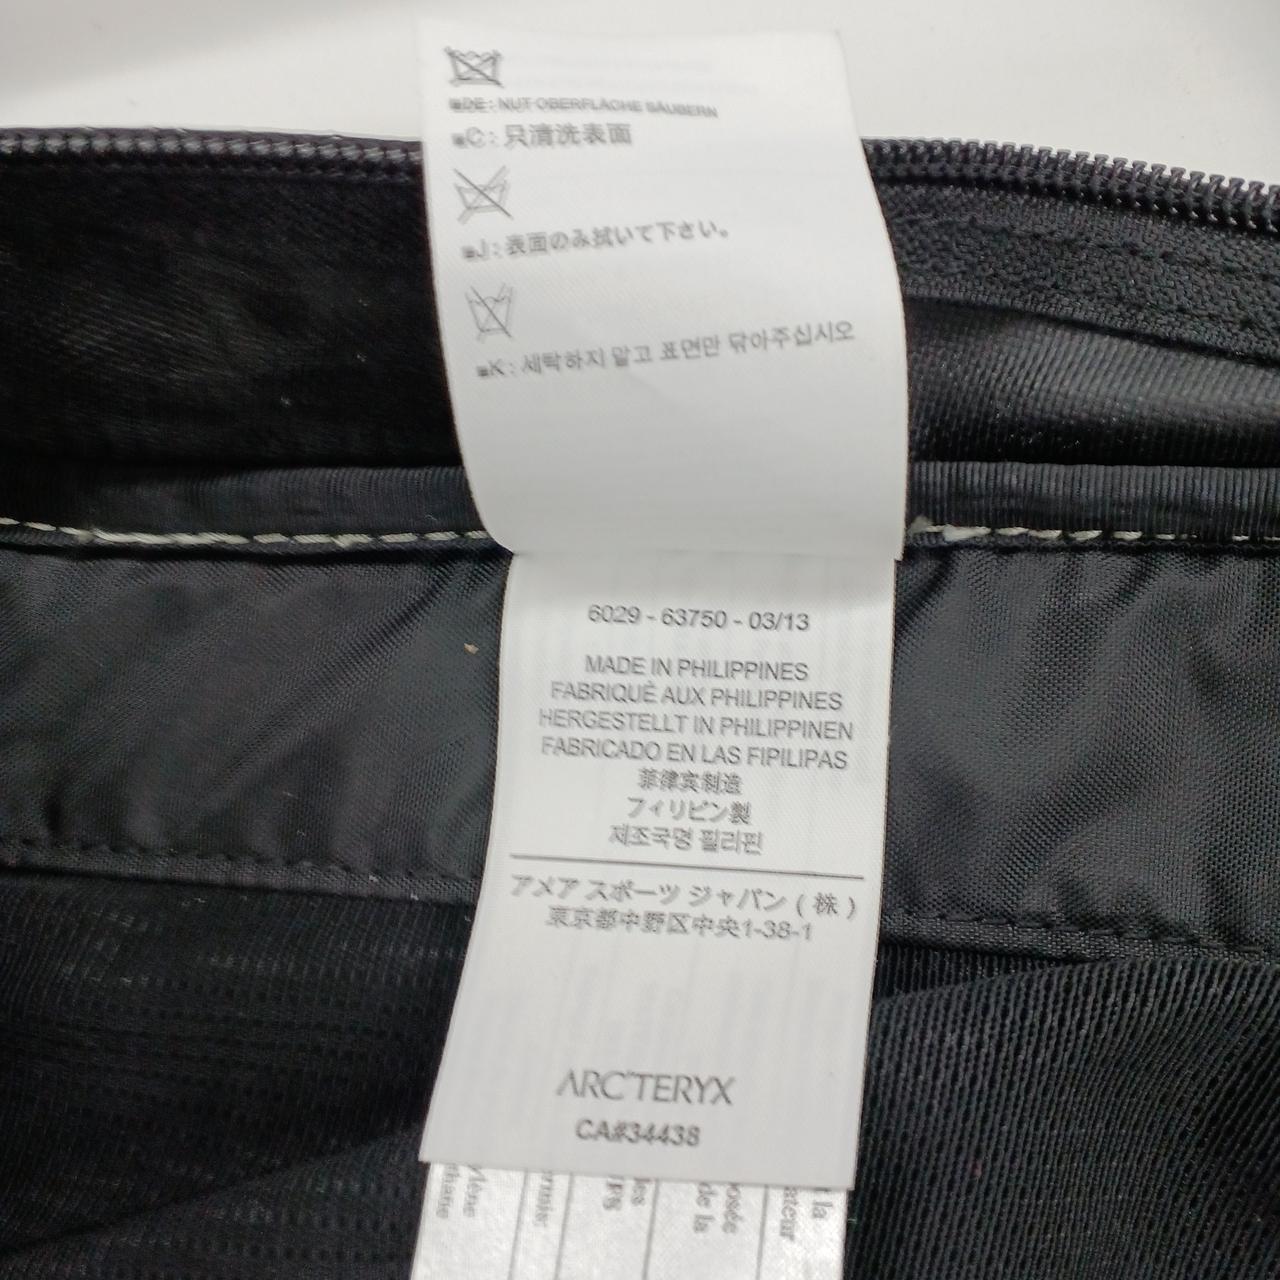 DE: NUT OBERFLÄCHE SÄUBERN
C: 只清洗表面
J: 表面のみ拭いて下さい。
K: 세탁하지 말고 표면만 닦아주십시오
6029 - 63750 - 03/13
MADE IN PHILIPPINES
FABRIQUÉ AUX PHILIPPINES
HERGESTELLT IN PHILIPPINEN
FABRICADO EN LAS FIPILIPAS
菲律宾制造
フィリピン製
제조국명 필리핀
アメア スポーツ ジャパン ( 株 )
東京都中野区中央1-38-1
ARC'TERYX
CA#34438
de la